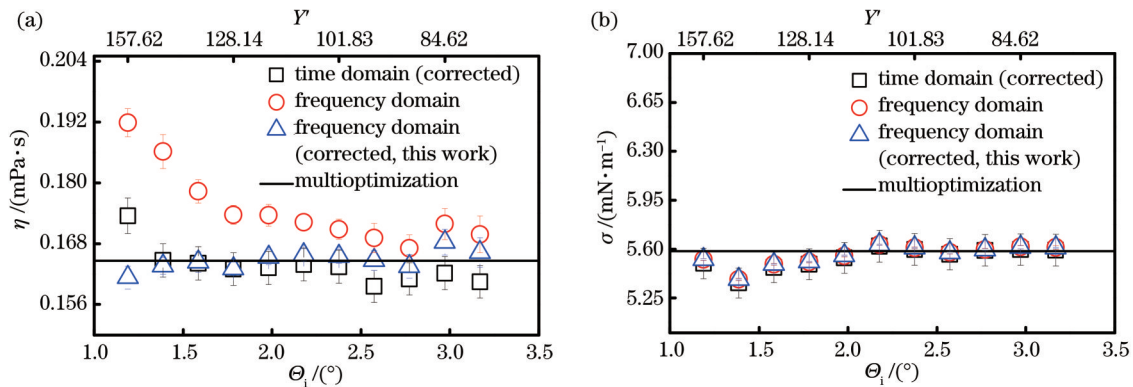 (a)
Y'
157.62 128.14 101.83 84.62
0.204
0.192
0.180
0.168
0.156
η /(mPa·s)
time domain (corrected)
frequency domain
frequency domain
(corrected, this work)
multioptimization
1.0 1.5 2.0 2.5 3.0 3.5
Θi /(°)
(b)
Y'
157.62 128.14 101.83 84.62
7.00
6.65
6.30
5.95
5.60
5.25
σ /(mN·m⁻¹)
time domain (corrected)
frequency domain
frequency domain
(corrected, this work)
multioptimization
1.0 1.5 2.0 2.5 3.0 3.5
Θi /(°)